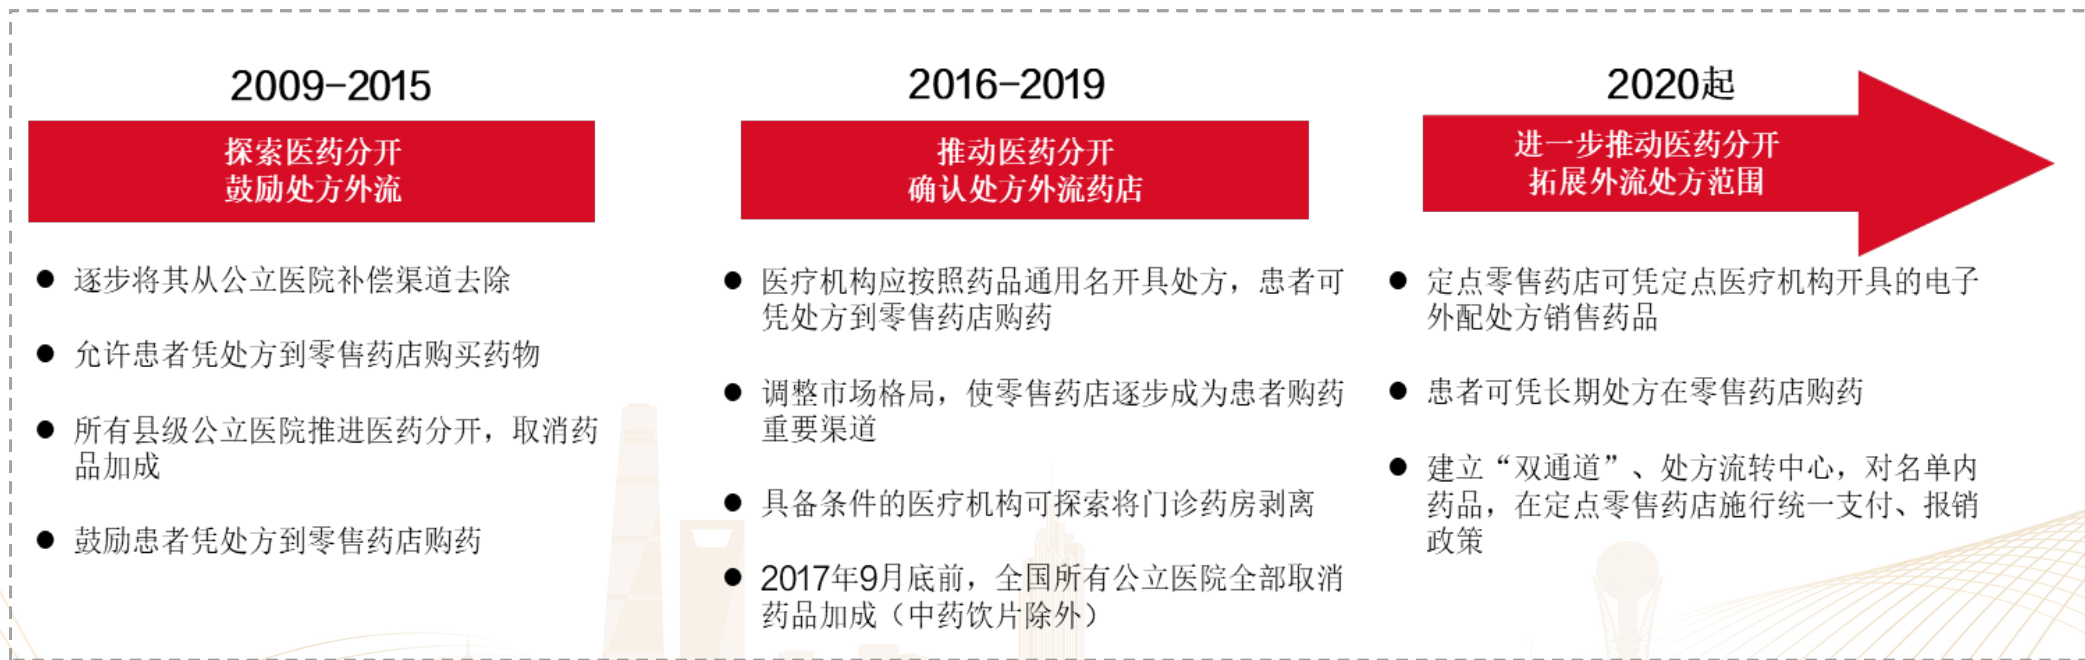 2009-2015
探索医药分开
鼓励处方外流
● 逐步将其从公立医院补偿渠道去除
● 允许患者凭处方到零售药店购买药物
● 所有县级公立医院推进医药分开，取消药
品加成
● 鼓励患者凭处方到零售药店购药
2016-2019
推动医药分开
确认处方外流药店
● 医疗机构应按照药品通用名开具处方，患者可
凭处方到零售药店购药
● 调整市场格局，使零售药店逐步成为患者购药
重要渠道
● 具备条件的医疗机构可探索将门诊药房剥离
● 2017年9月底前，全国所有公立医院全部取消
药品加成（中药饮片除外）
2020起
进一步推动医药分开
拓展外流处方范围
● 定点零售药店可凭定点医疗机构开具的电子
外配处方销售药品
● 患者可凭长期处方在零售药店购药
● 建立“双通道”、处方流转中心，对名单内
药品，在定点零售药店施行统一支付、报销
政策